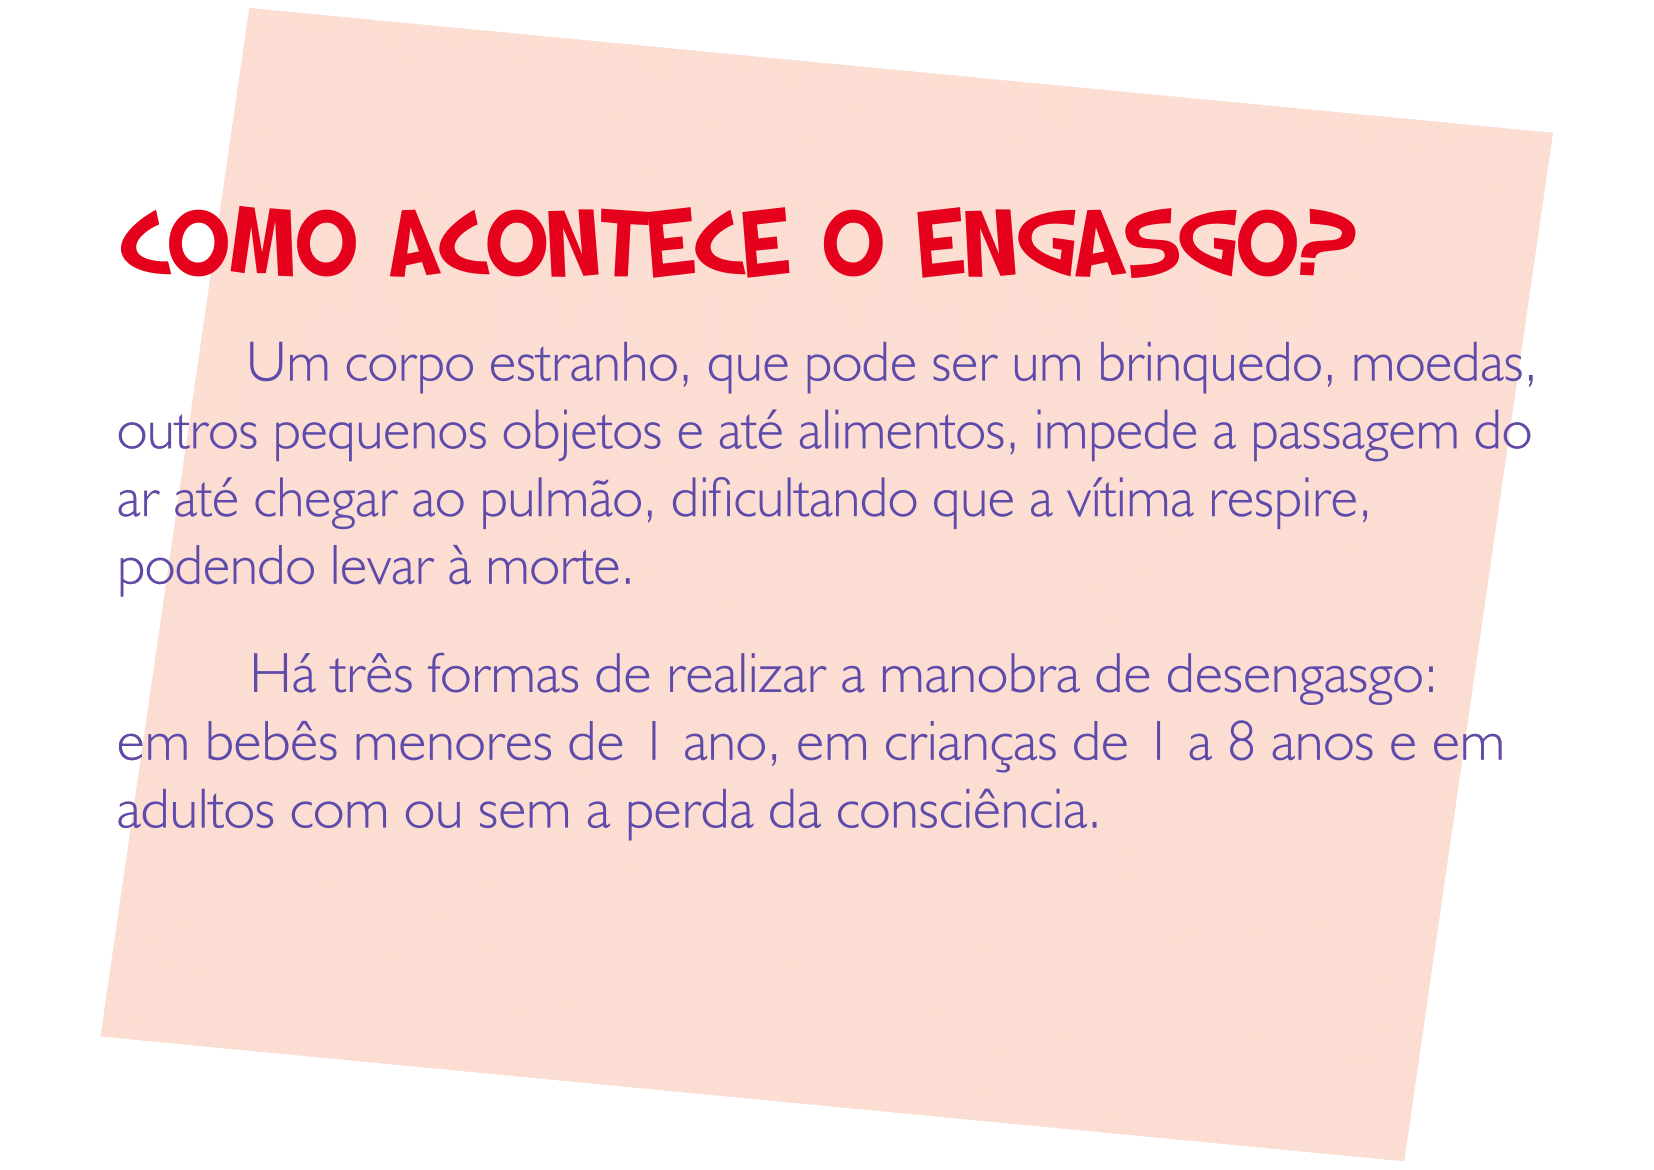 COMO ACONTECE O ENGASGO?
Um corpo estranho, que pode ser um brinquedo, moedas,
outros pequenos objetos e até alimentos, impede a passagem do
ar até chegar ao pulmão, dificultando que a vítima respire,
podendo levar à morte.
Há três formas de realizar a manobra de desengasgo:
em bebês menores de 1 ano, em crianças de 1 a 8 anos e em
adultos com ou sem a perda da consciência.